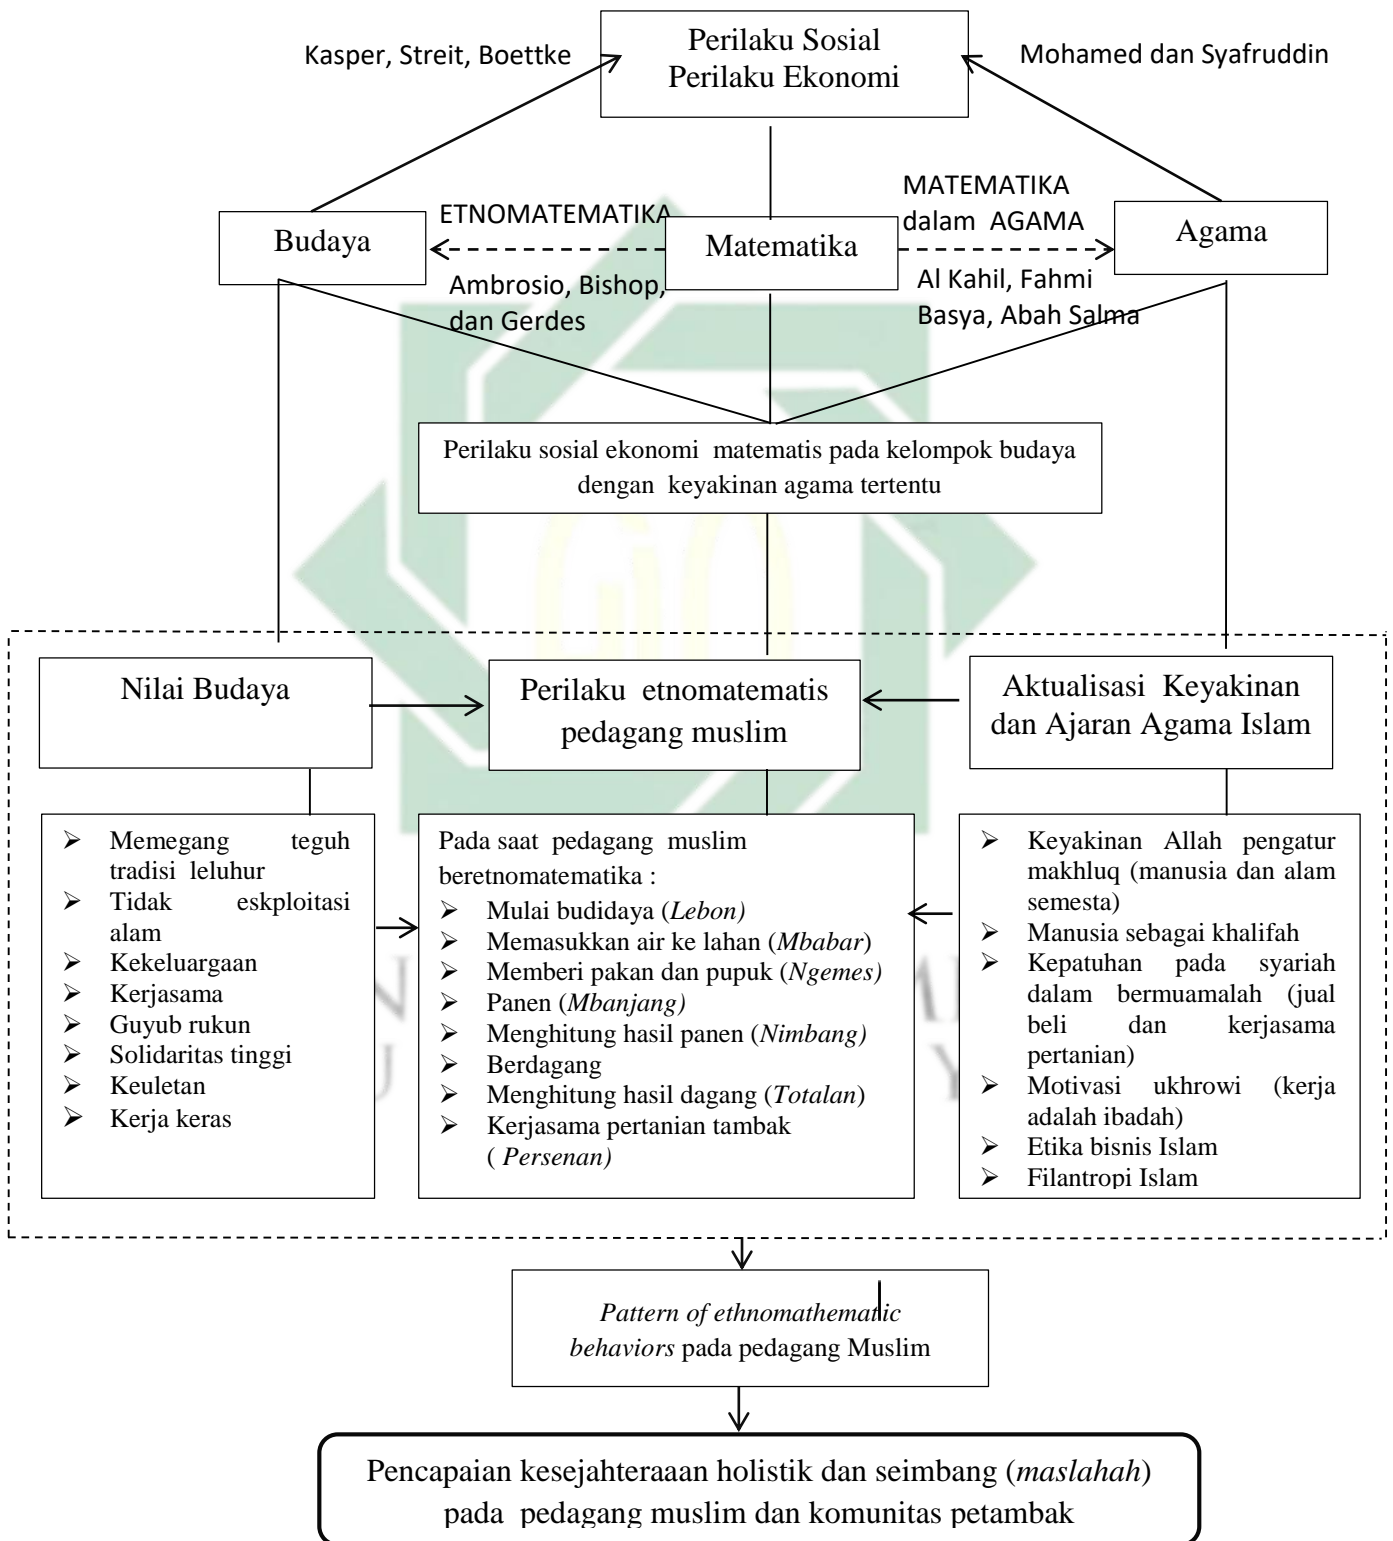 Perilaku Sosial
Perilaku Ekonomi
Kasper, Streit, Boettke
Mohamed dan Syafruddin
Budaya
ETNOMATEMATIKA
Ambrosio, Bishop,
dan Gerdes
Matematika
MATEMATIKA
dalam AGAMA
Al Kahil, Fahmi
Basya, Abah Salma
Agama
Perilaku sosial ekonomi matematis pada kelompok budaya
dengan keyakinan agama tertentu
Nilai Budaya
Perilaku etnomatematis
pedagang muslim
Aktualisasi Keyakinan
dan Ajaran Agama Islam
➢ Memegang teguh
tradisi leluhur
➢ Tidak eskploitasi
alam
➢ Kekeluargaan
➢ Kerjasama
➢ Guyub rukun
➢ Solidaritas tinggi
➢ Keuletan
➢ Kerja keras
Pada saat pedagang muslim
beretnomatematika :
➢ Mulai budidaya (Lebon)
➢ Memasukkan air ke lahan (Mbabar)
➢ Memberi pakan dan pupuk (Ngemes)
➢ Panen (Mbanjang)
➢ Menghitung hasil panen (Nimbang)
➢ Berdagang
➢ Menghitung hasil dagang (Totalan)
➢ Kerjasama pertanian tambak
( Persenan)
➢ Keyakinan Allah pengatur
makhluq (manusia dan alam
semesta)
➢ Manusia sebagai khalifah
➢ Kepatuhan pada syariah
dalam bermuamalah (jual
beli dan kerjasama
pertanian)
➢ Motivasi ukhrowi (kerja
adalah ibadah)
➢ Etika bisnis Islam
➢ Filantropi Islam
Pattern of ethnomathematic
behaviors pada pedagang Muslim
Pencapaian kesejahteraaan holistik dan seimbang (maslahah)
pada pedagang muslim dan komunitas petambak